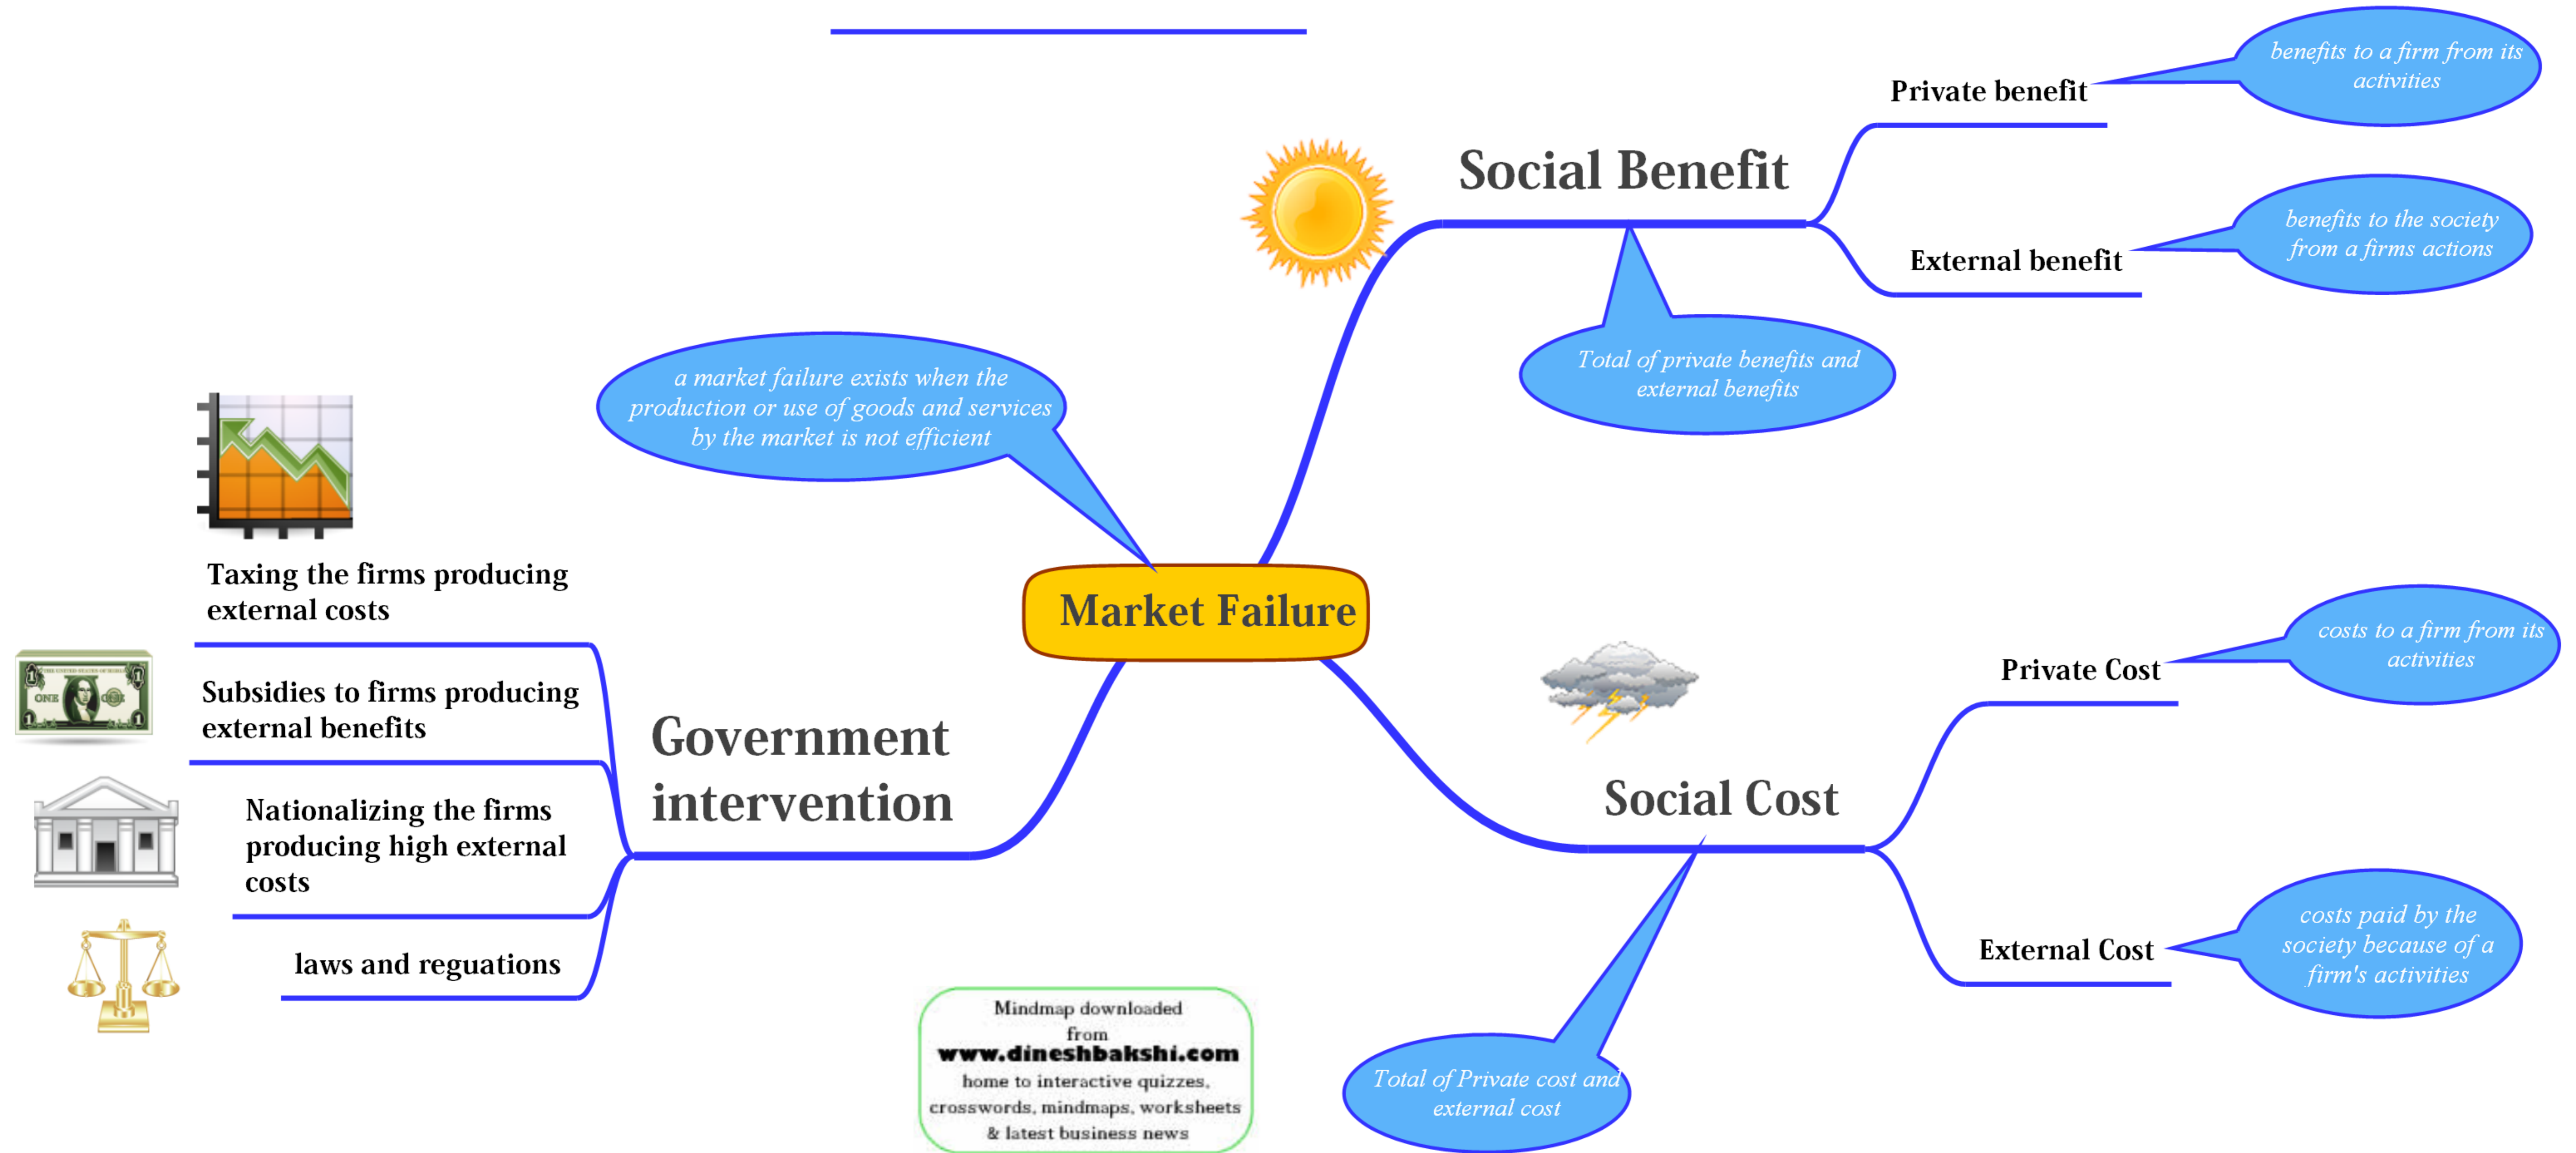 benefits to a firm from its
activities
Private benefit
Social Benefit
benefits to the society
from a firms actions
External benefit
Total of private benefits and
external benefits
a market failure exists when the
production or use of goods and services
by the market is not efficient
Market Failure
Taxing the firms producing
external costs
Subsidies to firms producing
external benefits
Nationalizing the firms
producing high external
costs
laws and reguations
Government
intervention
costs to a firm from its
activities
Private Cost
Social Cost
External Cost
costs paid by the
society because of a
firm's activities
Total of Private cost and
external cost
Mindmap downloaded
from
www.dineshbakshi.com
home to interactive quizzes,
crosswords, mindmaps, worksheets
& latest business news